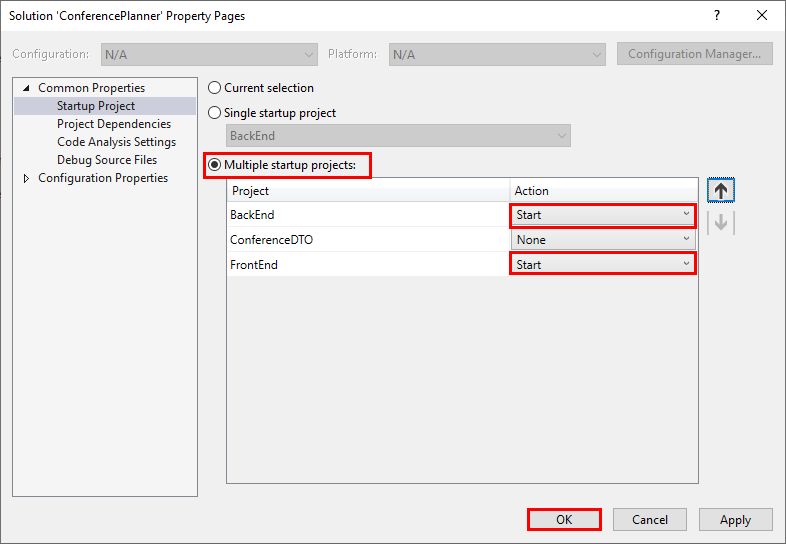 Solution 'ConferencePlanner' Property Pages
?
Configuration: N/A Platform: N/A Configuration Manager...
Common Properties
Startup Project
Project Dependencies
Code Analysis Settings
Debug Source Files
Configuration Properties
Current selection
Single startup project
BackEnd
Multiple startup projects:
Project Action
BackEnd Start
ConferenceDTO None
FrontEnd Start
OK Cancel Apply